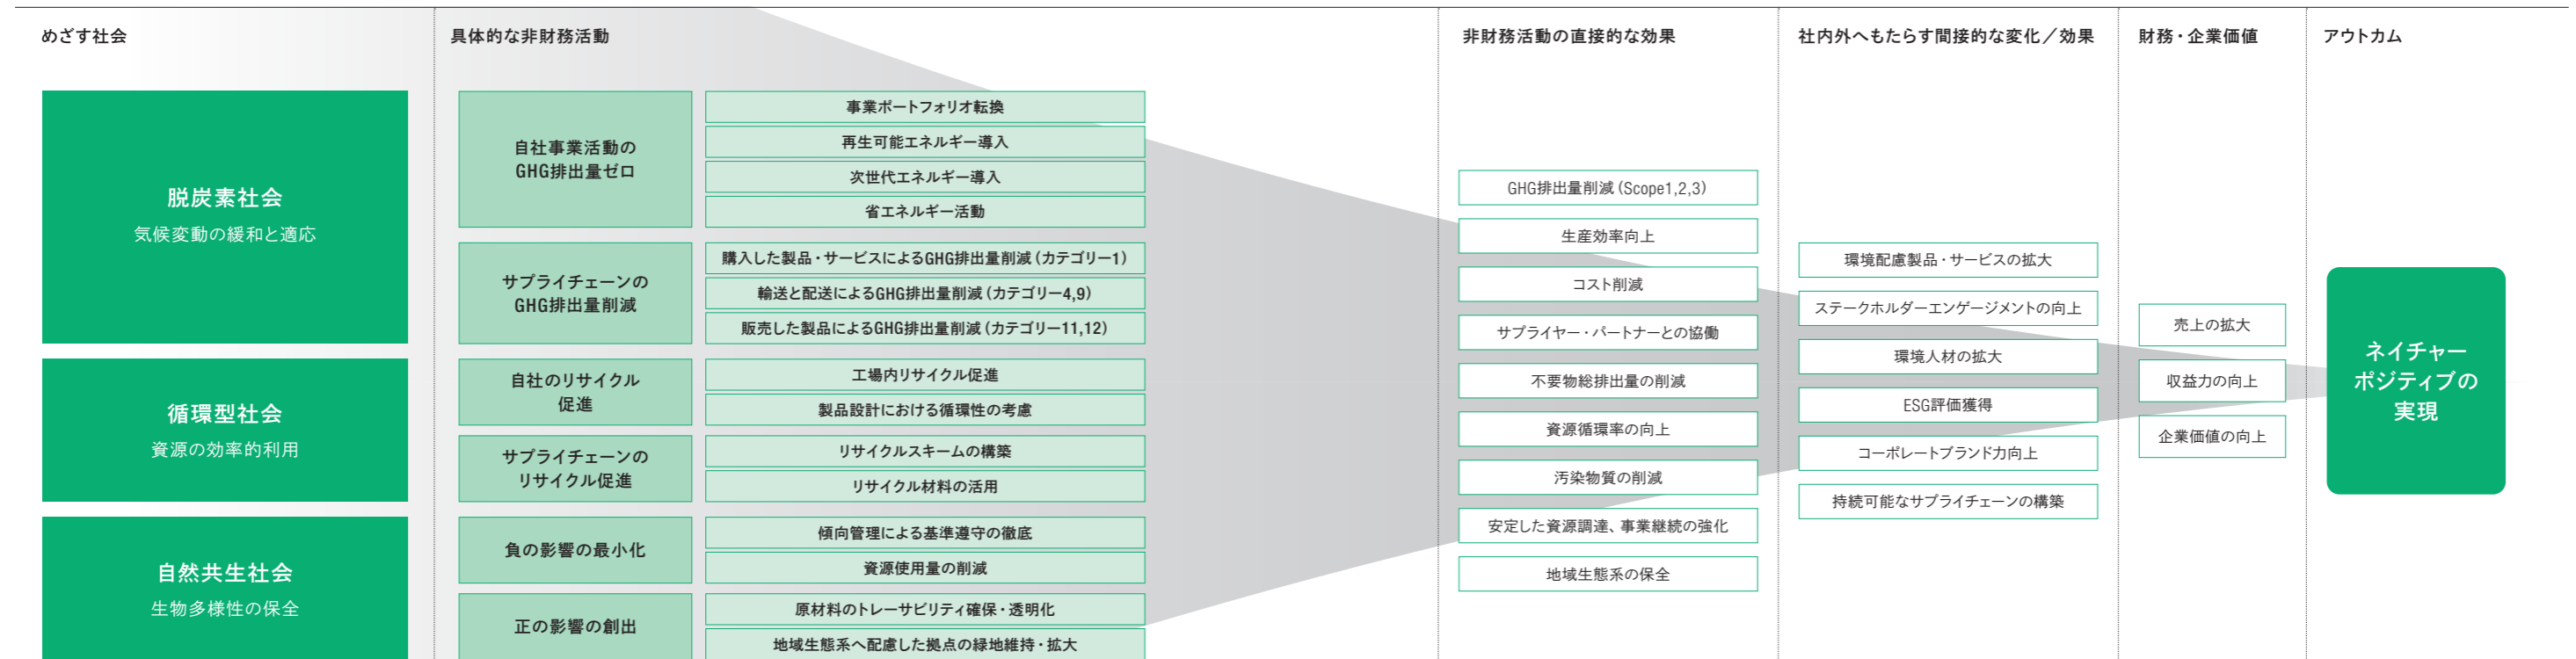 めざす社会
具体的な非財務活動
非財務活動の直接的な効果
社内外へもたらす間接的な変化／効果
財務・企業価値
アウトカム
脱炭素社会
気候変動の緩和と適応
自社事業活動の
GHG排出量ゼロ
事業ポートフォリオ転換
再生可能エネルギー導入
次世代エネルギー導入
省エネルギー活動
サプライチェーンの
GHG排出量削減
購入した製品・サービスによるGHG排出量削減（カテゴリー1）
輸送と配送によるGHG排出量削減（カテゴリー4,9）
販売した製品によるGHG排出量削減（カテゴリー11,12）
循環型社会
資源の効率的利用
自社のリサイクル
促進
工場内リサイクル促進
製品設計における循環性の考慮
サプライチェーンの
リサイクル促進
リサイクルスキームの構築
リサイクル材料の活用
自然共生社会
生物多様性の保全
負の影響の最小化
傾向管理による基準遵守の徹底
資源使用量の削減
正の影響の創出
原材料のトレーサビリティ確保・透明化
地域生態系へ配慮した拠点の緑地維持・拡大
GHG排出量削減（Scope1,2,3）
生産効率向上
コスト削減
サプライヤー・パートナーとの協働
不要物総排出量の削減
資源循環率の向上
汚染物質の削減
安定した資源調達、事業継続の強化
地域生態系の保全
環境配慮製品・サービスの拡大
ステークホルダーエンゲージメントの向上
環境人材の拡大
ESG評価獲得
コーポレートブランド力向上
持続可能なサプライチェーンの構築
売上の拡大
収益力の向上
企業価値の向上
ネイチャー
ポジティブの
実現